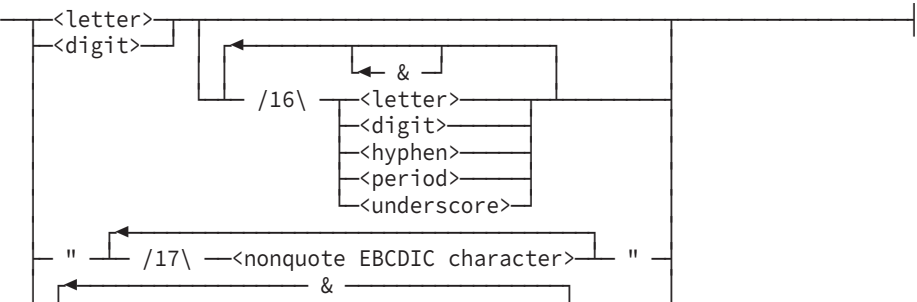 <letter>
<digit>
&
/16\ <letter>
<digit>
<hyphen>
<period>
<underscore>
" /17\ <nonquote EBCDIC character> "
&